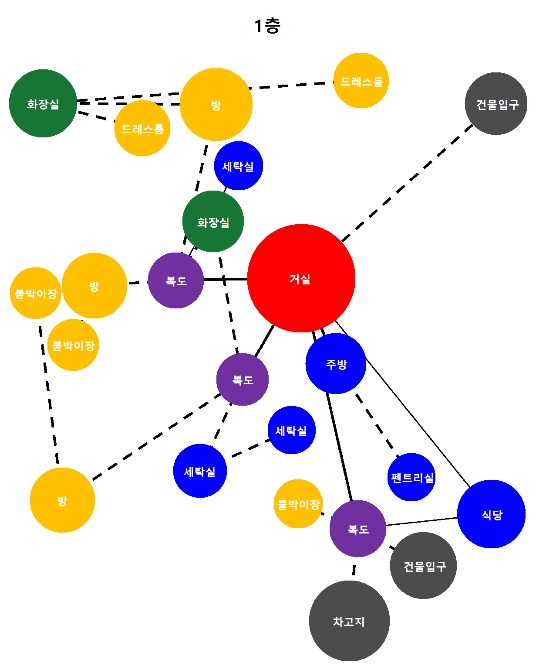 1층
드레스룸
화장실
방
건물입구
드레스룸
세탁실
화장실
복도
거실
방
붙박이장
붙박이장
주방
복도
세탁실
세탁실
펜트리실
방
붙박이장
복도
식당
건물입구
차고지